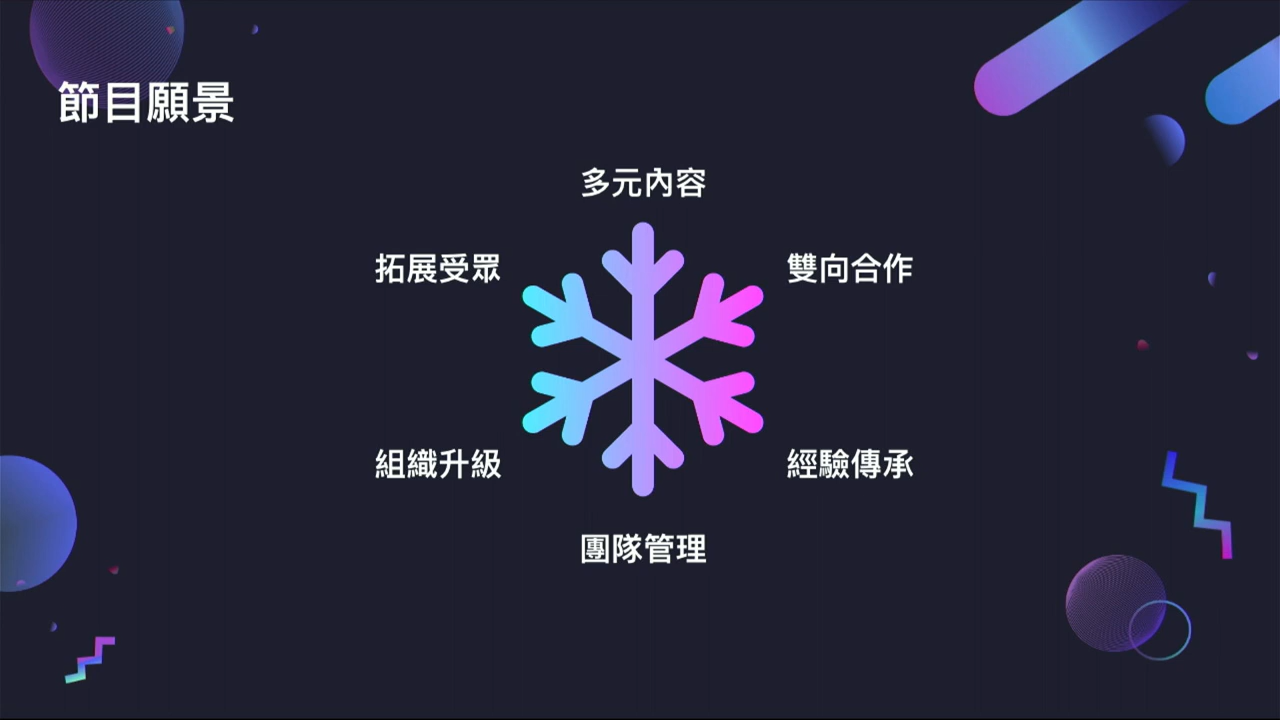 節目願景
多元內容
拓展受眾
雙向合作
組織升級
經驗傳承
團隊管理